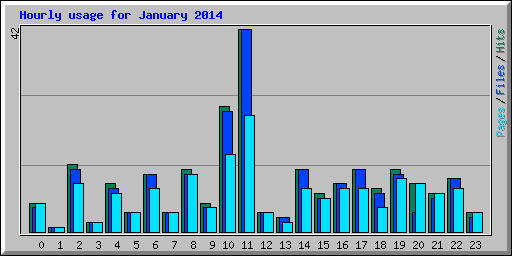 Hourly usage for January 2014
42
Pages/Files/Hits
0 1 2 3 4 5 6 7 8 9 10 11 12 13 14 15 16 17 18 19 20 21 22 23